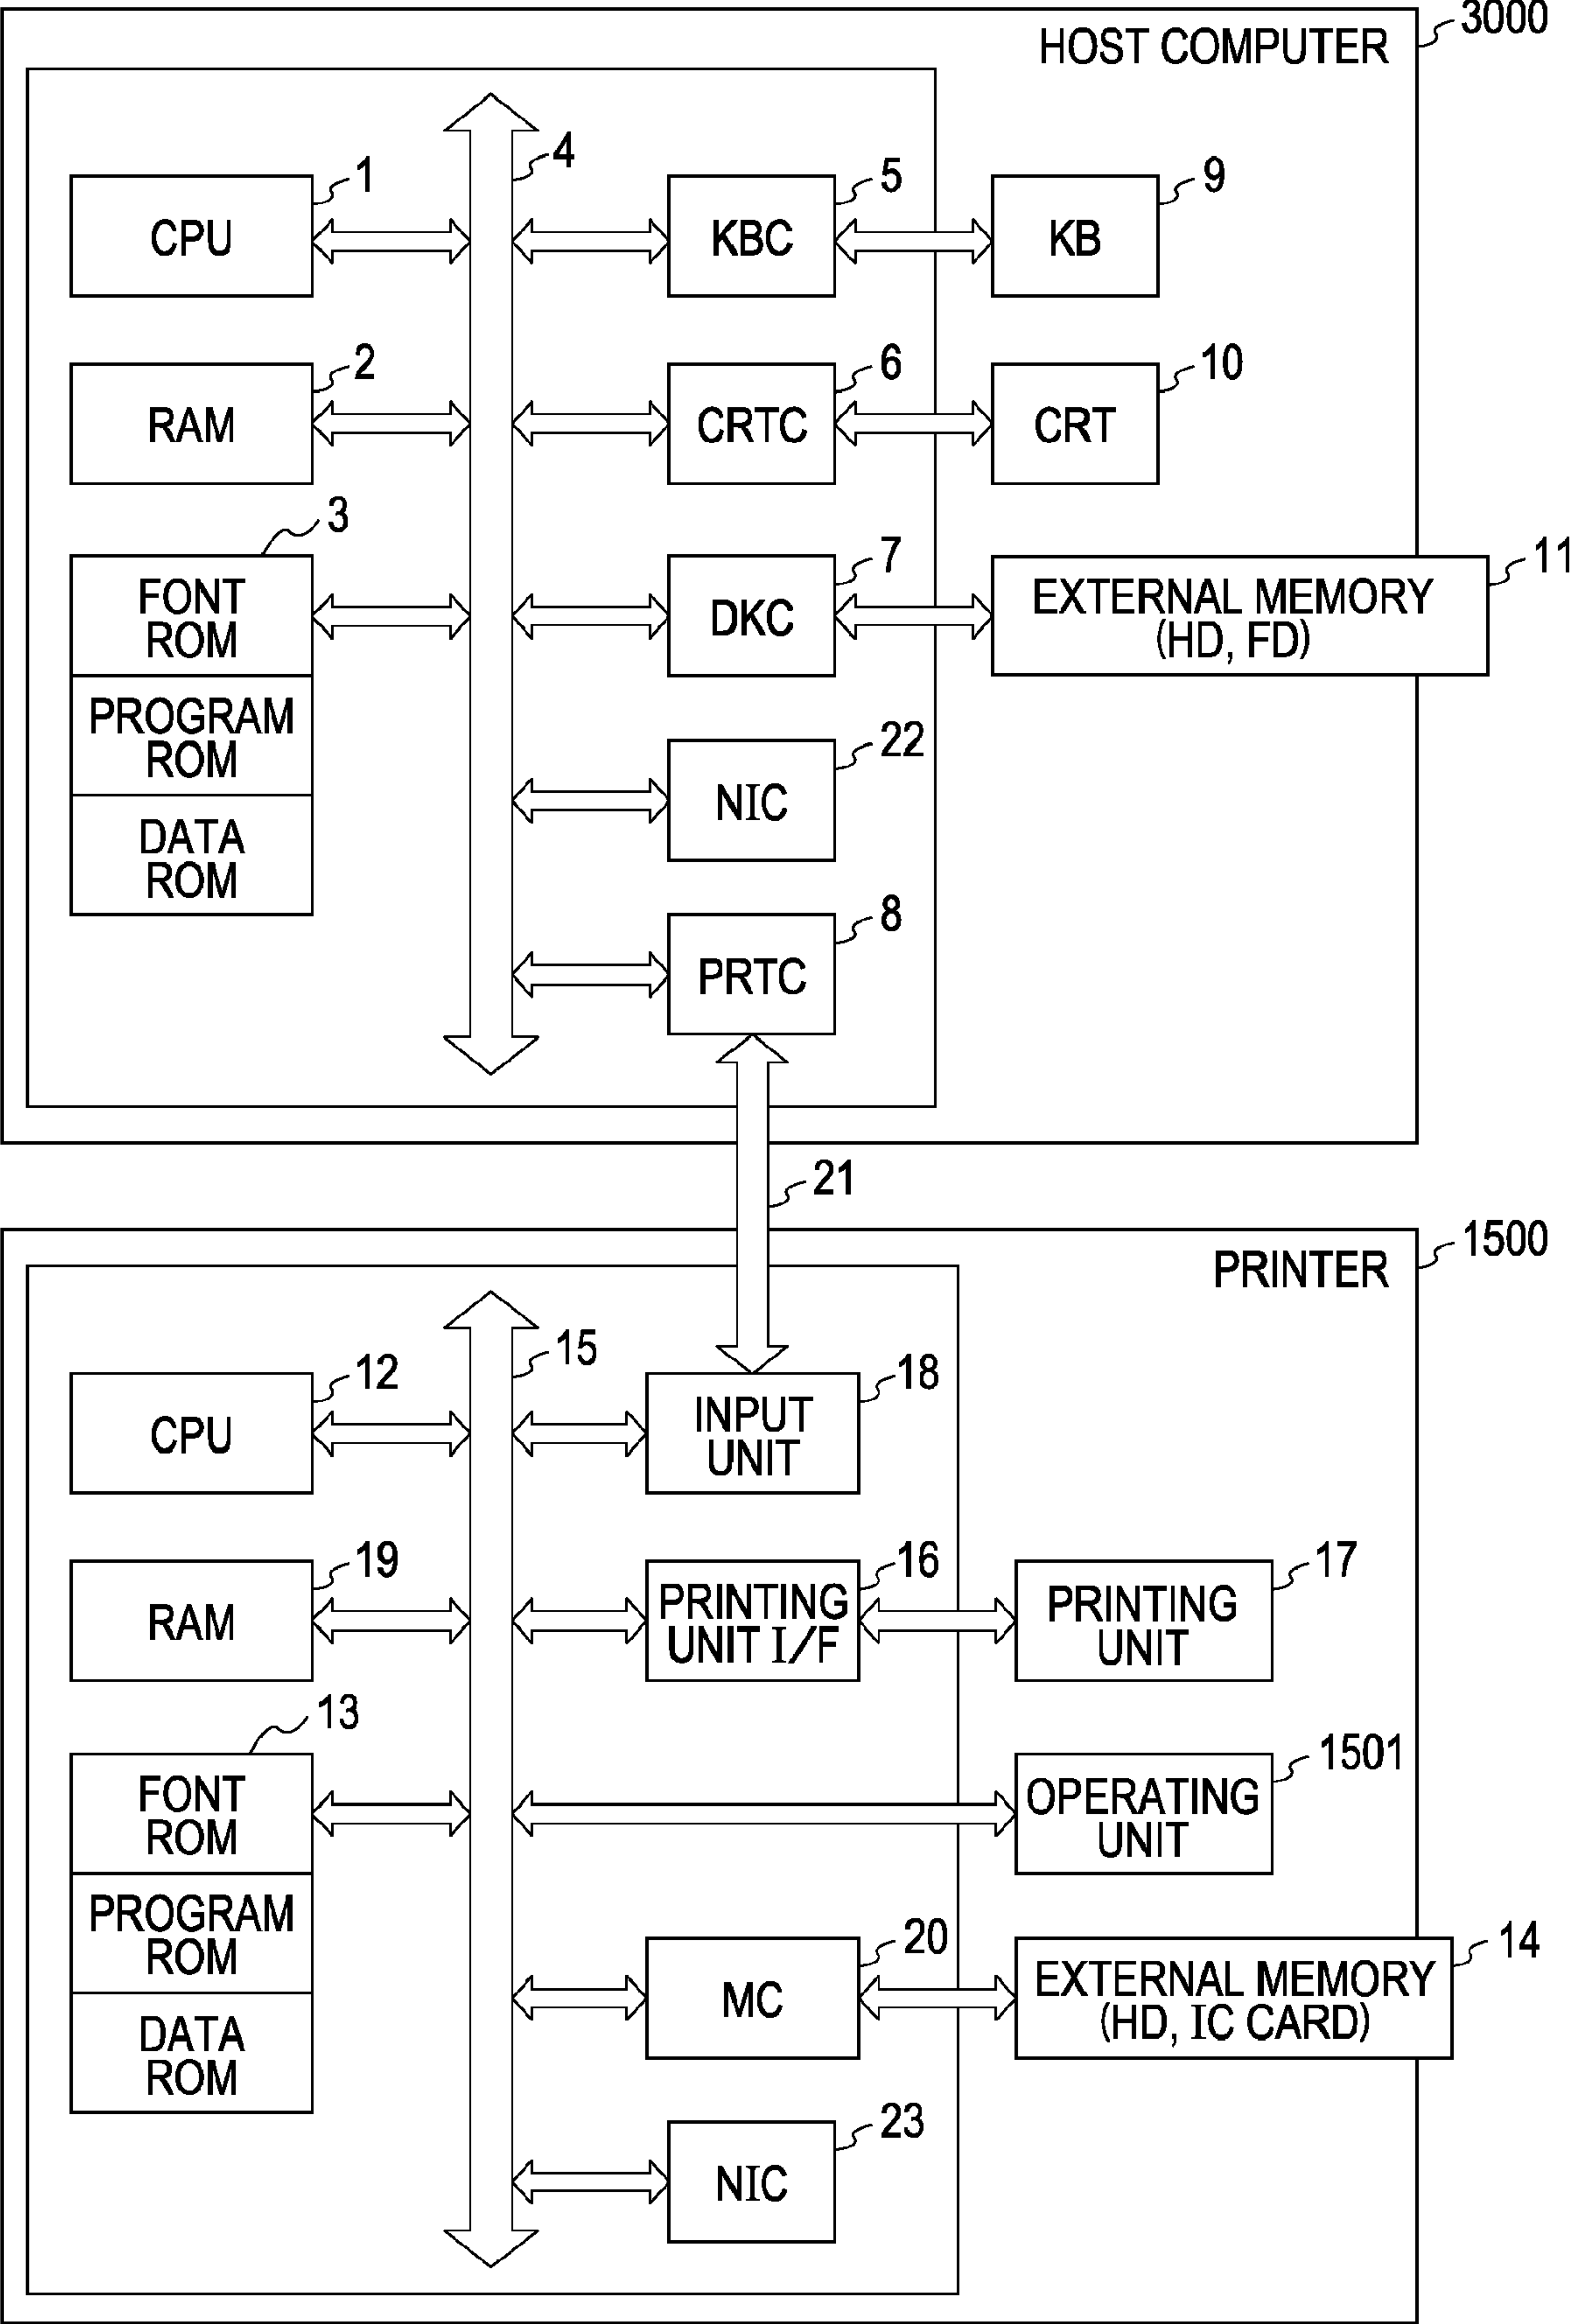 3000
HOST COMPUTER
4
1
CPU
5
KBC
9
KB
2
RAM
6
CRTC
10
CRT
3
FONT
ROM
PROGRAM
ROM
DATA
ROM
7
DKC
11
EXTERNAL MEMORY
(HD, FD)
22
NIC
8
PRTC
21
1500
PRINTER
15
12
CPU
18
INPUT
UNIT
19
RAM
16
PRINTING
UNIT I/F
17
PRINTING
UNIT
13
FONT
ROM
PROGRAM
ROM
DATA
ROM
1501
OPERATING
UNIT
20
MC
14
EXTERNAL MEMORY
(HD, IC CARD)
23
NIC